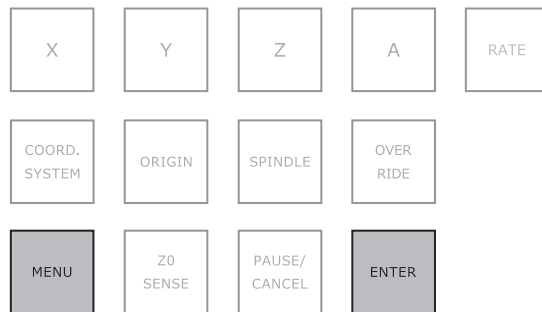 X Y Z A RATE
COORD.
SYSTEM
ORIGIN
SPINDLE
OVER
RIDE
MENU
Z0
SENSE
PAUSE/
CANCEL
ENTER